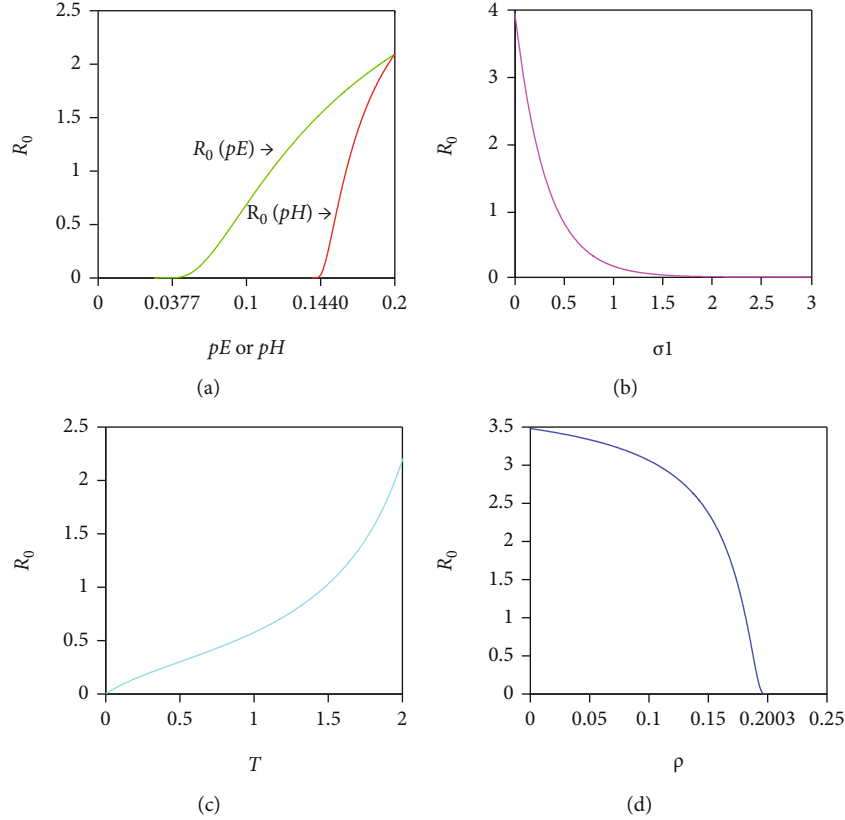 2.5
2
1.5
1
0.5
0
R₀
R₀ (pE) →
R₀ (pH) →
0 0.0377 0.1 0.1440 0.2
pE or pH
(a)
4
3
2
1
0
R₀
0 0.5 1 1.5 2 2.5 3
σ1
(b)
2.5
2
1.5
1
0.5
0
R₀
0 0.5 1 1.5 2
T
(c)
3.5
3
2.5
2
1.5
1
0.5
0
R₀
0 0.05 0.1 0.15 0.2003 0.25
ρ
(d)